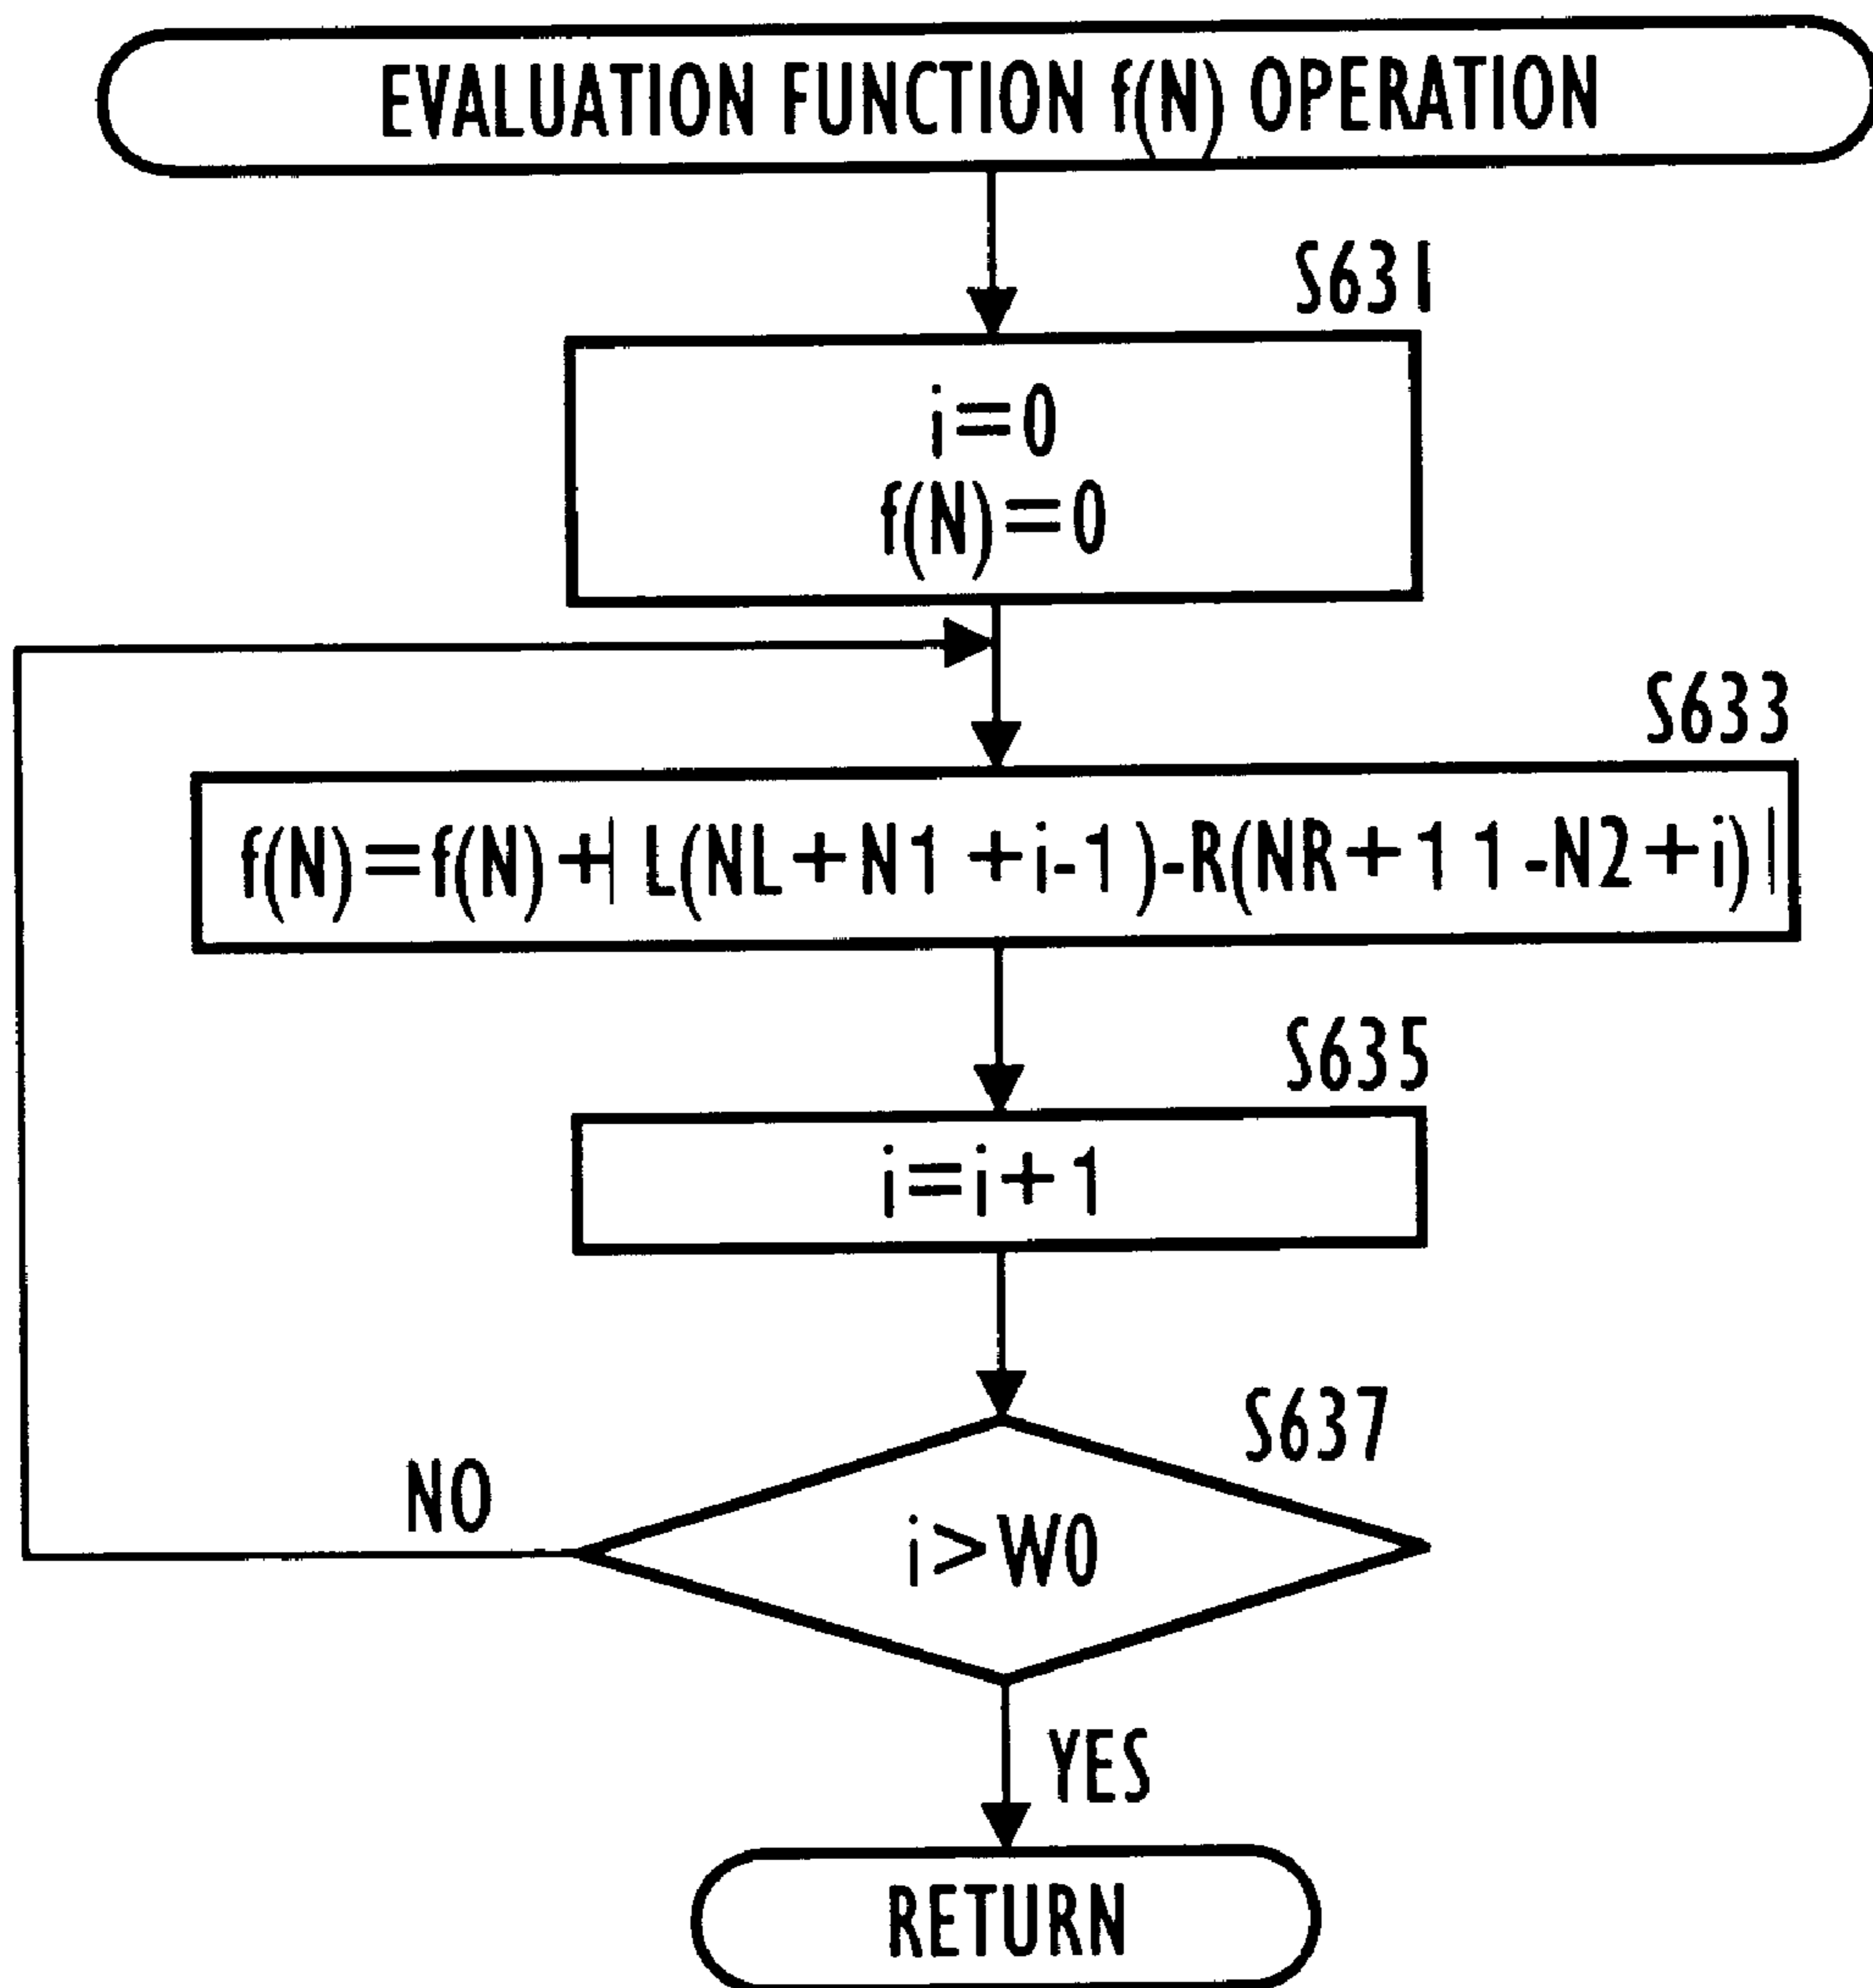 EVALUATION FUNCTION f(N) OPERATION
S631
i=0
f(N)=0
S633
f(N)=f(N)+| L(NL+N1+i-1)-R(NR+11-N2+i)|
S635
i=i+1
S637
NO
i>W0
YES
RETURN